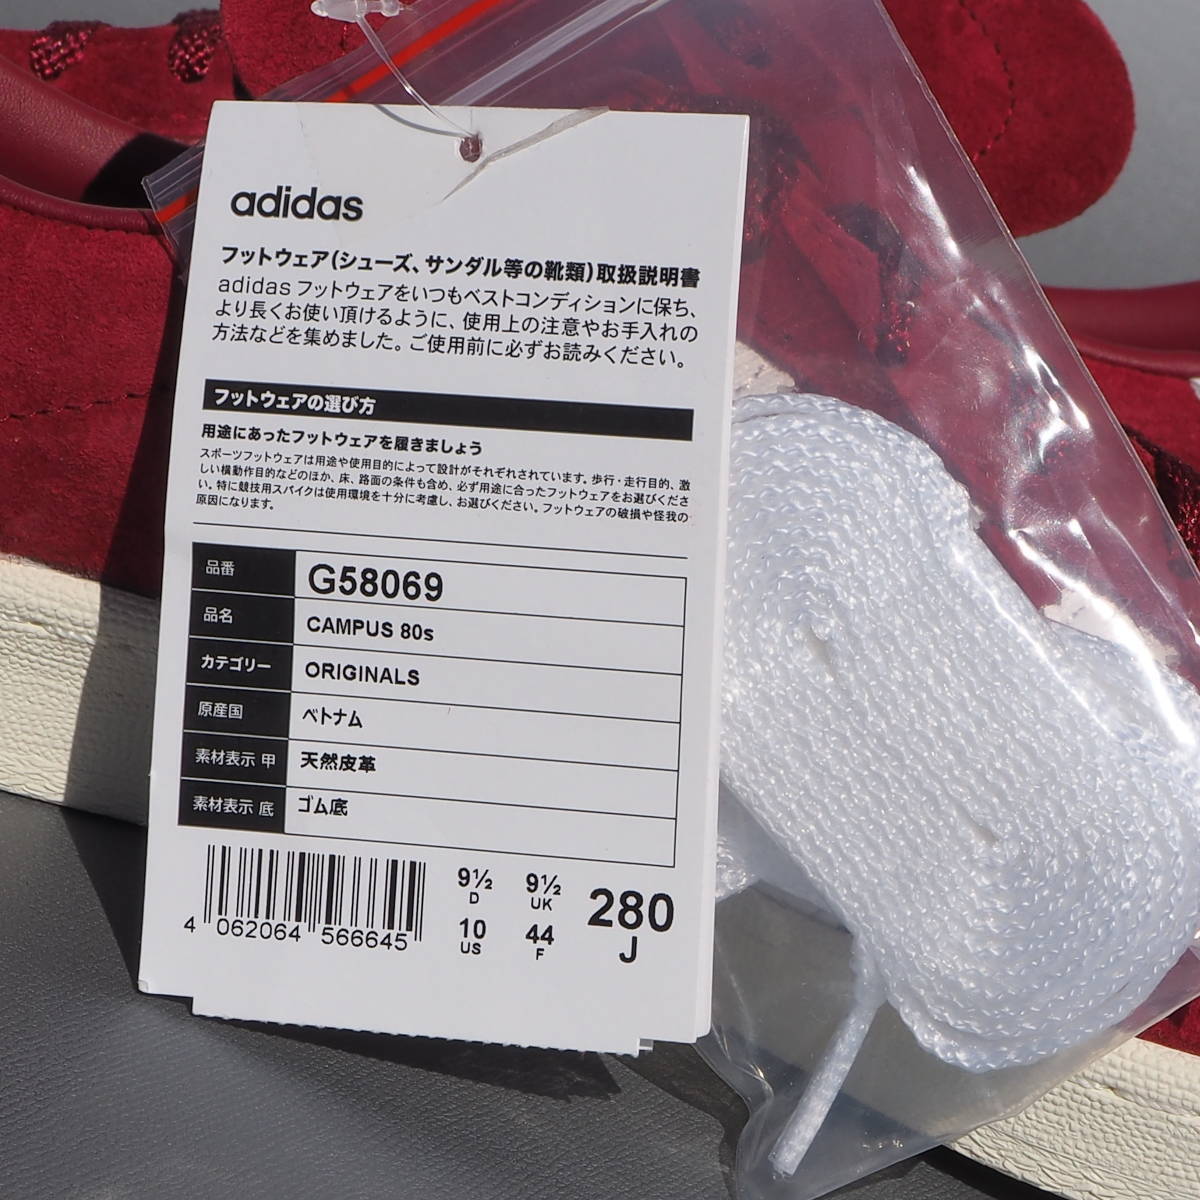 adidas
フットウェア(シューズ、サンダル等の靴類)取扱説明書
adidas フットウェアをいつもベストコンディションに保ち、
より長くお使い頂けるように、使用上の注意やお手入れの
方法などを集めました。ご使用前に必ずお読みください。
フットウェアの選び方
用途にあったフットウェアを履きましょう
スポーツフットウェアは用途や使用目的によって設計がそれぞれされています。歩行・走行目的、激
しい横動作目的などのほか、床、路面の条件も含め、必ず用途に合ったフットウェアをお選びくださ
い。特に競技用スパイクは使用環境を十分に考慮し、お選びください。フットウェアの破損や怪我の
原因になります。
品番 G58069
品名 CAMPUS 80s
カテゴリー ORIGINALS
原産国 ベトナム
素材表示 甲 天然皮革
素材表示 底 ゴム底
9½ 9½ 280
D UK
10 44 J
US F
4 062064 566645